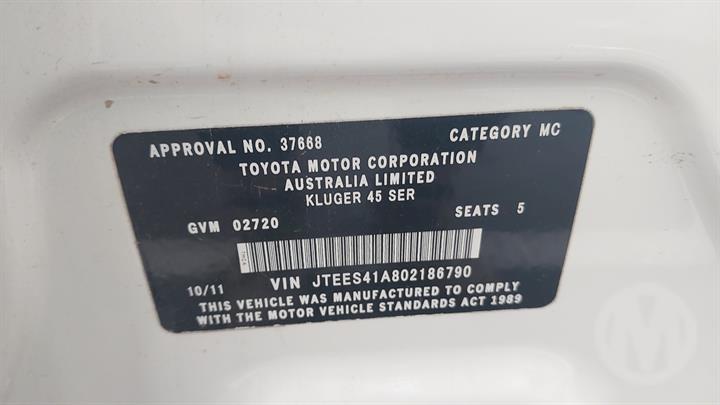 APPROVAL NO. 37668 CATEGORY MC
TOYOTA MOTOR CORPORATION
AUSTRALIA LIMITED
KLUGER 45 SER
GVM 02720 SEATS 5
10/11 VIN JTEES41A802186790
THIS VEHICLE WAS MANUFACTURED TO COMPLY
WITH THE MOTOR VEHICLE STANDARDS ACT 1989
M